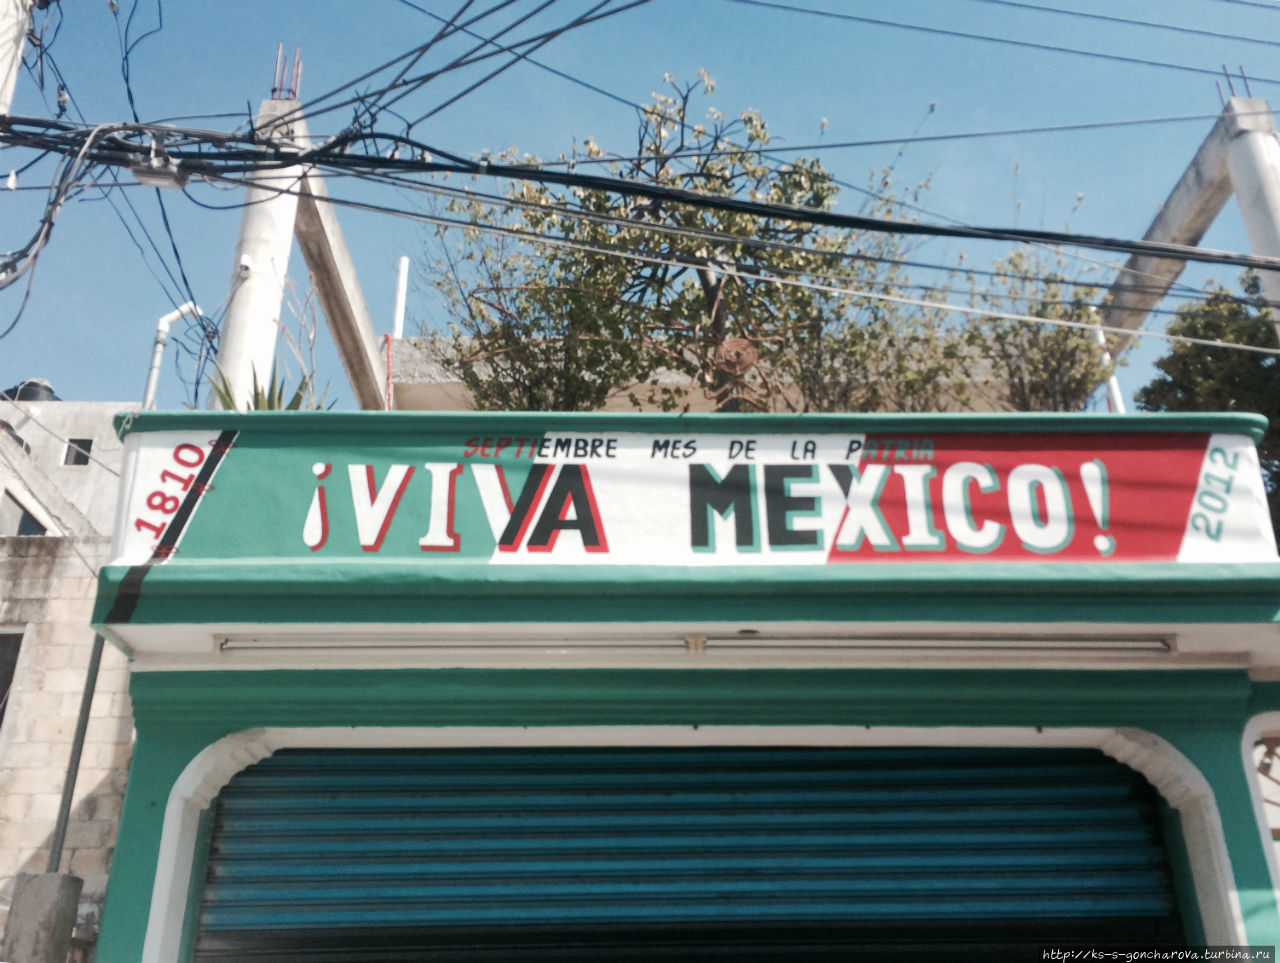 1810
SEPTIEMBRE MES DE LA PATRIA
¡VIVA MEXICO!
2012
http://ks-s-goncharova.turbina.ru